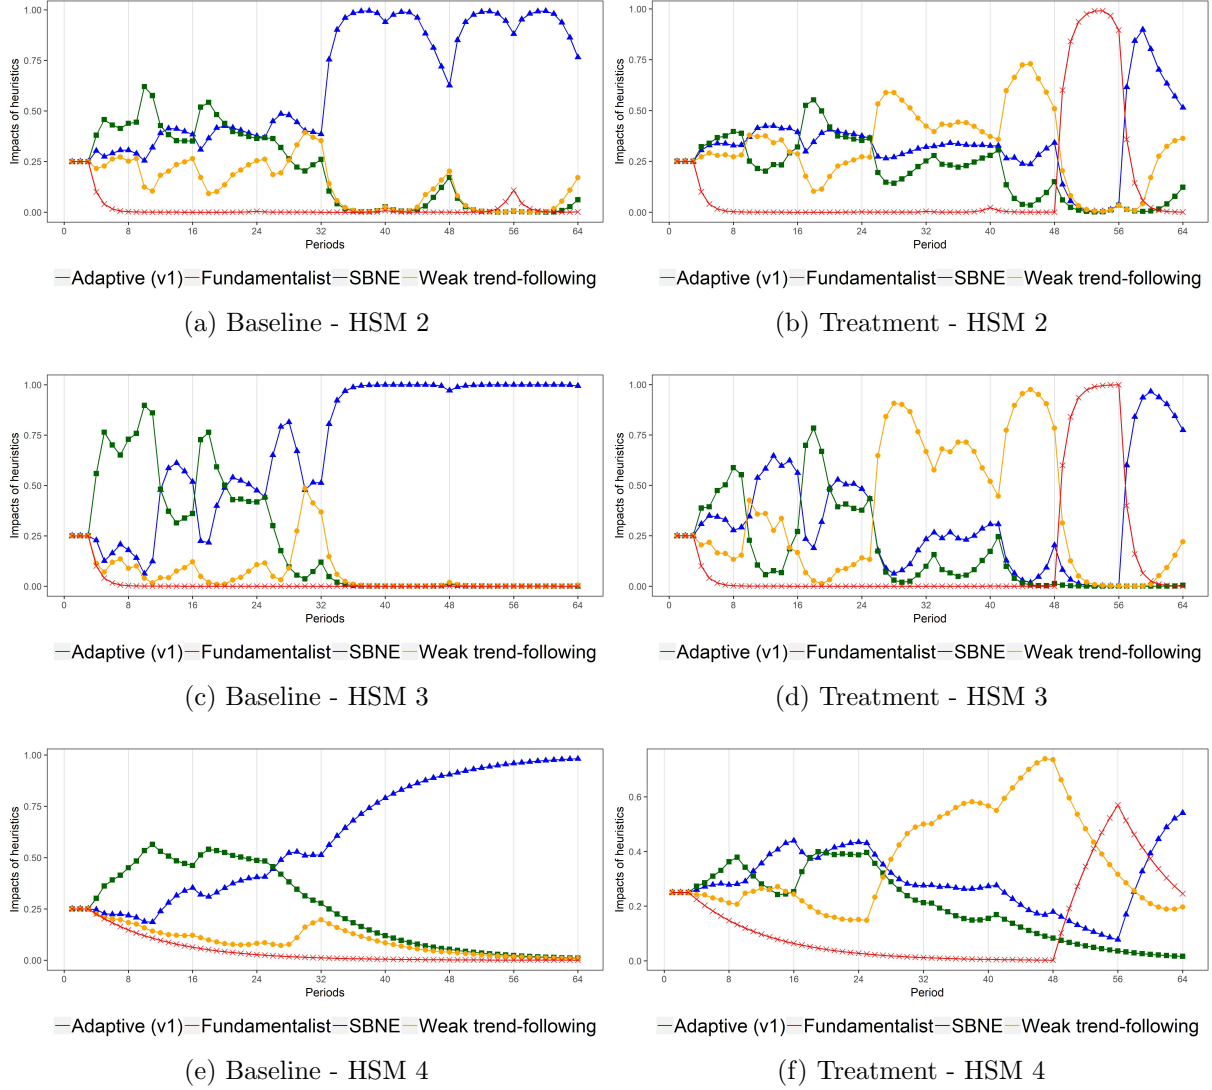 1.00
0.75
0.50
0.25
0.00
Impacts of heuristics
0 8 16 24 32 40 48 56 64
Periods
Adaptive (v1) Fundamentalist SBNE Weak trend-following
(a) Baseline - HSM 2
1.00
0.75
0.50
0.25
0.00
Impacts of heuristics
0 8 16 24 32 40 48 56 64
Period
Adaptive (v1) Fundamentalist SBNE Weak trend-following
(b) Treatment - HSM 2
1.00
0.75
0.50
0.25
0.00
Impacts of heuristics
0 8 16 24 32 40 48 56 64
Periods
Adaptive (v1) Fundamentalist SBNE Weak trend-following
(c) Baseline - HSM 3
1.00
0.75
0.50
0.25
0.00
Impacts of heuristics
0 8 16 24 32 40 48 56 64
Period
Adaptive (v1) Fundamentalist SBNE Weak trend-following
(d) Treatment - HSM 3
1.00
0.75
0.50
0.25
0.00
Impacts of heuristics
0 8 16 24 32 40 48 56 64
Periods
Adaptive (v1) Fundamentalist SBNE Weak trend-following
(e) Baseline - HSM 4
0.6
0.4
0.2
0.0
Impacts of heuristics
0 8 16 24 32 40 48 56 64
Period
Adaptive (v1) Fundamentalist SBNE Weak trend-following
(f) Treatment - HSM 4